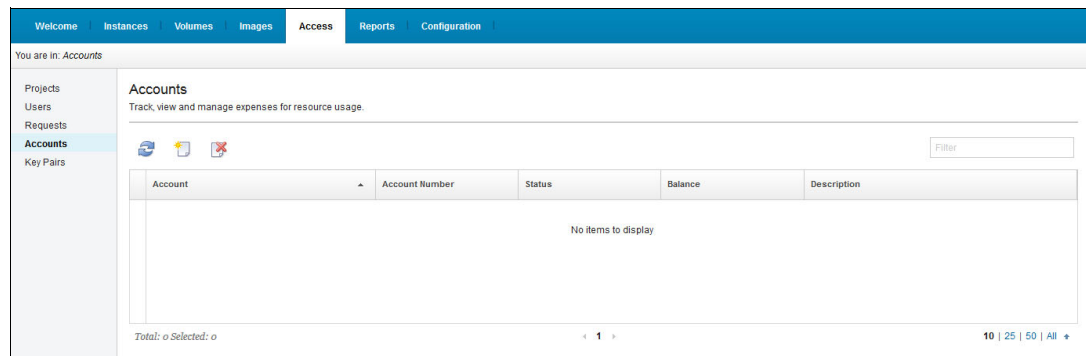 Welcome Instances Volumes Images Access Reports Configuration
You are in: Accounts
Projects
Users
Requests
Accounts
Key Pairs
Accounts
Track, view and manage expenses for resource usage.
Filter
Account Account Number Status Balance Description
No items to display
Total: 0 Selected: 0
1
10 | 25 | 50 | All